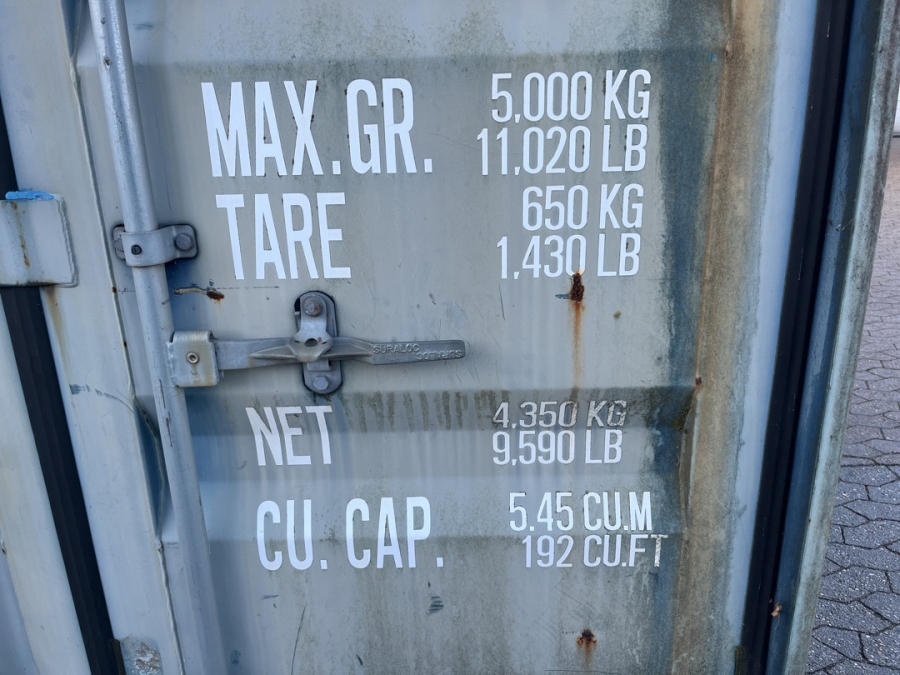 MAX.GR. 5,000 KG
11,020 LB
TARE 650 KG
1,430 LB
SURALOC
NET 4,350 KG
9,590 LB
CU. CAP. 5.45 CU.M
192 CU.FT